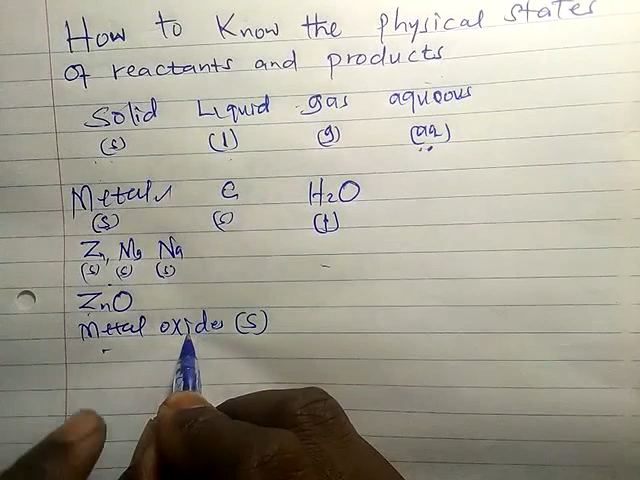 How to Know the physical states
of reactants and products
Solid Liquid gas aqueous
(s) (l) (g) (aq)
Metals C H₂O
(s) (s) (l)
Zn, Mg Na
(s) (s) (s)
ZnO
Metal oxides (S)